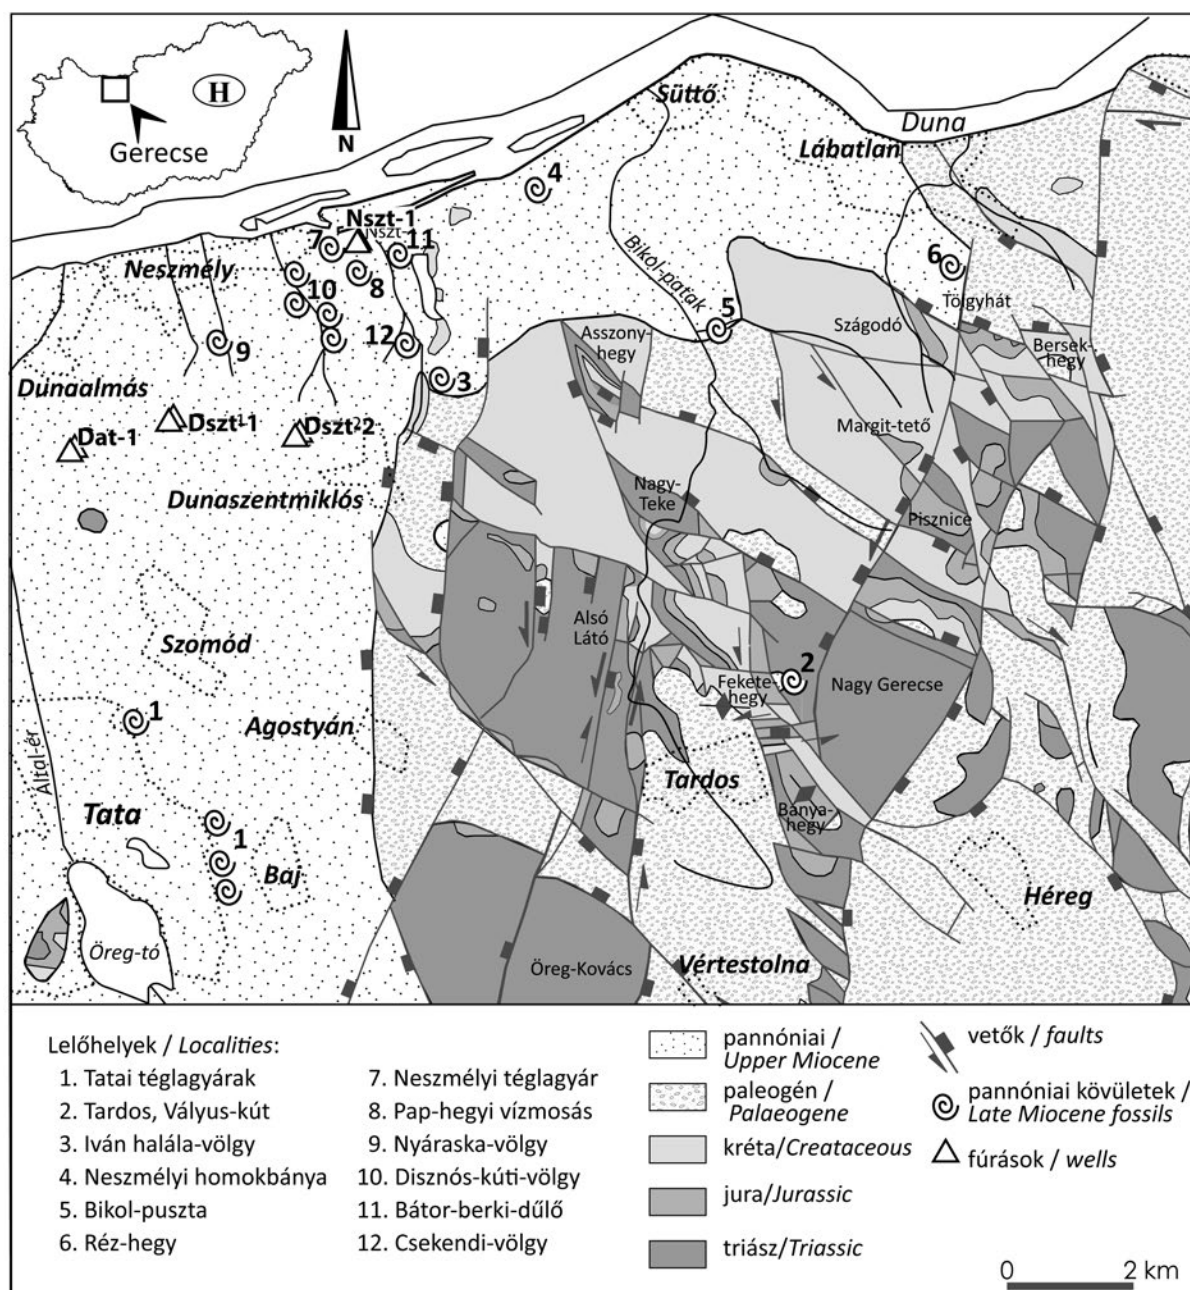 H
Gerecse
N
Süttő
Duna
Lábatlan
4
Nszt-1
Nszt
7
11
6
Neszmély
8
Bikol-patak
10
5
Tölgyhát
Szágodó
Asszony-
hegy
12
9
Bersek-
hegy
3
Dunaalmás
Dszt-1
Dszt-2
Dat-1
Margit-tető
Dunaszentmiklós
Nagy-
Teke
Pisznice
Alsó
Látó
Szomód
2
Fekete-
hegy
Nagy Gerecse
1
Agostyán
Által-ér
Tardos
Tata
Bánya-
hegy
1
Baj
Héreg
Öreg-tó
Öreg-Kovács
Vértestolna
Lelőhelyek / Localities:
1. Tatai téglagyárak
2. Tardos, Vályus-kút
3. Iván halála-völgy
4. Neszmélyi homokbánya
5. Bikol-puszta
6. Réz-hegy
7. Neszmélyi téglagyár
8. Pap-hegyi vízmosás
9. Nyáraska-völgy
10. Disznós-kúti-völgy
11. Bátor-berki-dűlő
12. Csekendi-völgy
pannóniai /
Upper Miocene
paleogén /
Palaeogene
kréta/Creataceous
jura/Jurassic
triász/Triassic
vetők / faults
pannóniai kövületek /
Late Miocene fossils
fúrások / wells
0 2 km